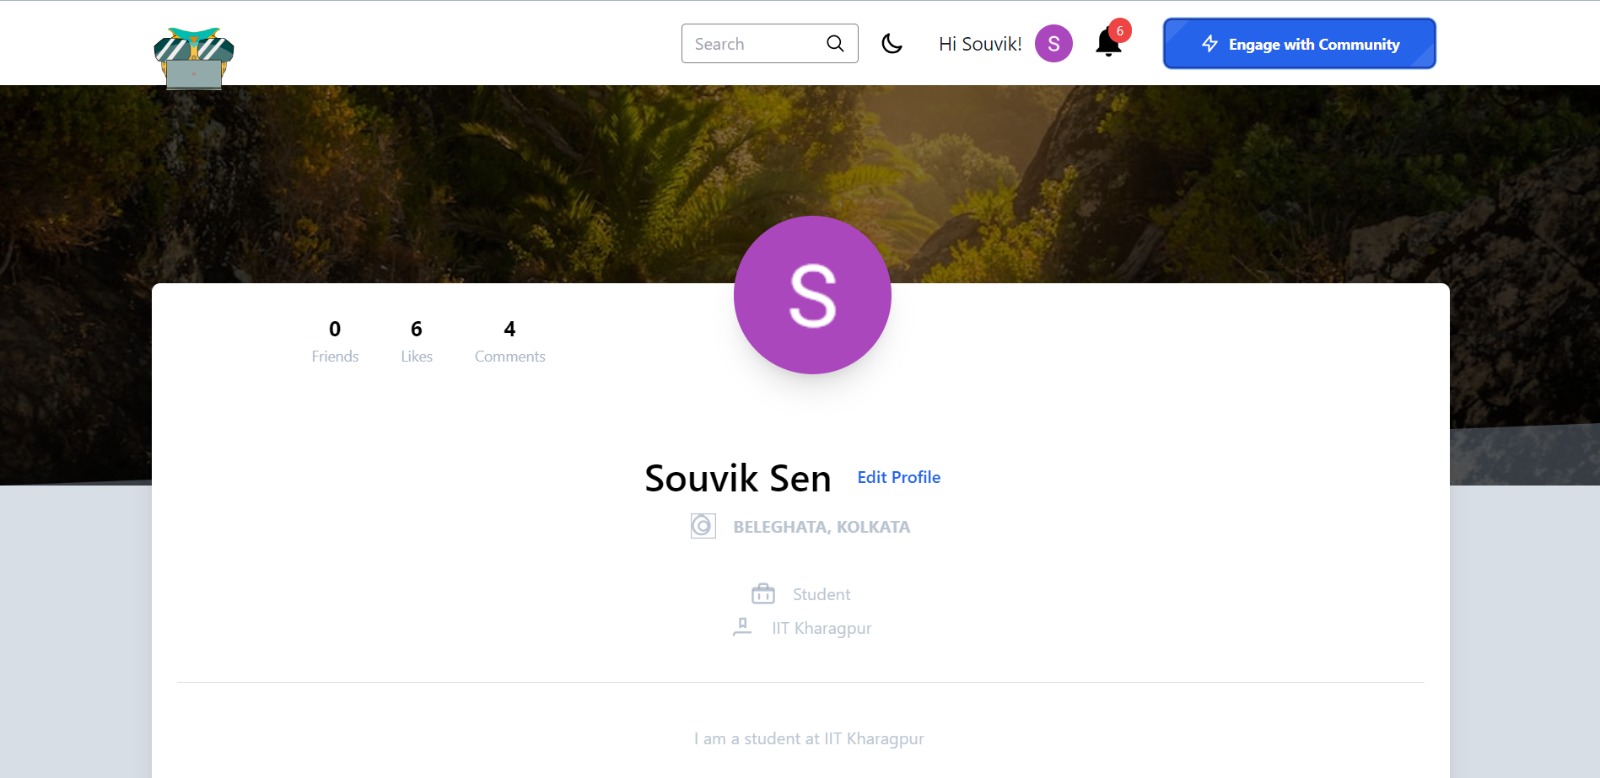 Search
Hi Souvik!
S
6
Engage with Community
S
0
Friends
6
Likes
4
Comments
Souvik Sen
Edit Profile
BELEGHATA, KOLKATA
Student
IIT Kharagpur
I am a student at IIT Kharagpur